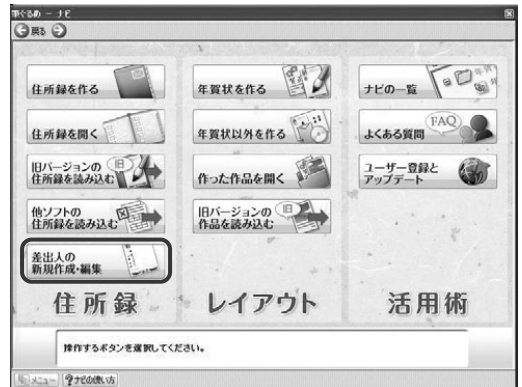 筆ぐるめ － ナビ
戻る
住所録を作る
住所録を開く
旧バージョンの
住所録を読み込む
旧
他ソフトの
住所録を読み込む
差出人の
新規作成・編集
住所録
年賀状を作る
年賀状以外を作る
作った作品を開く
旧バージョンの
作品を読み込む
旧
レイアウト
ナビの一覧
よくある質問
FAQ
ユーザー登録と
アップデート
活用術
操作するボタンを選択してください。
メニュー
?ナビの使い方